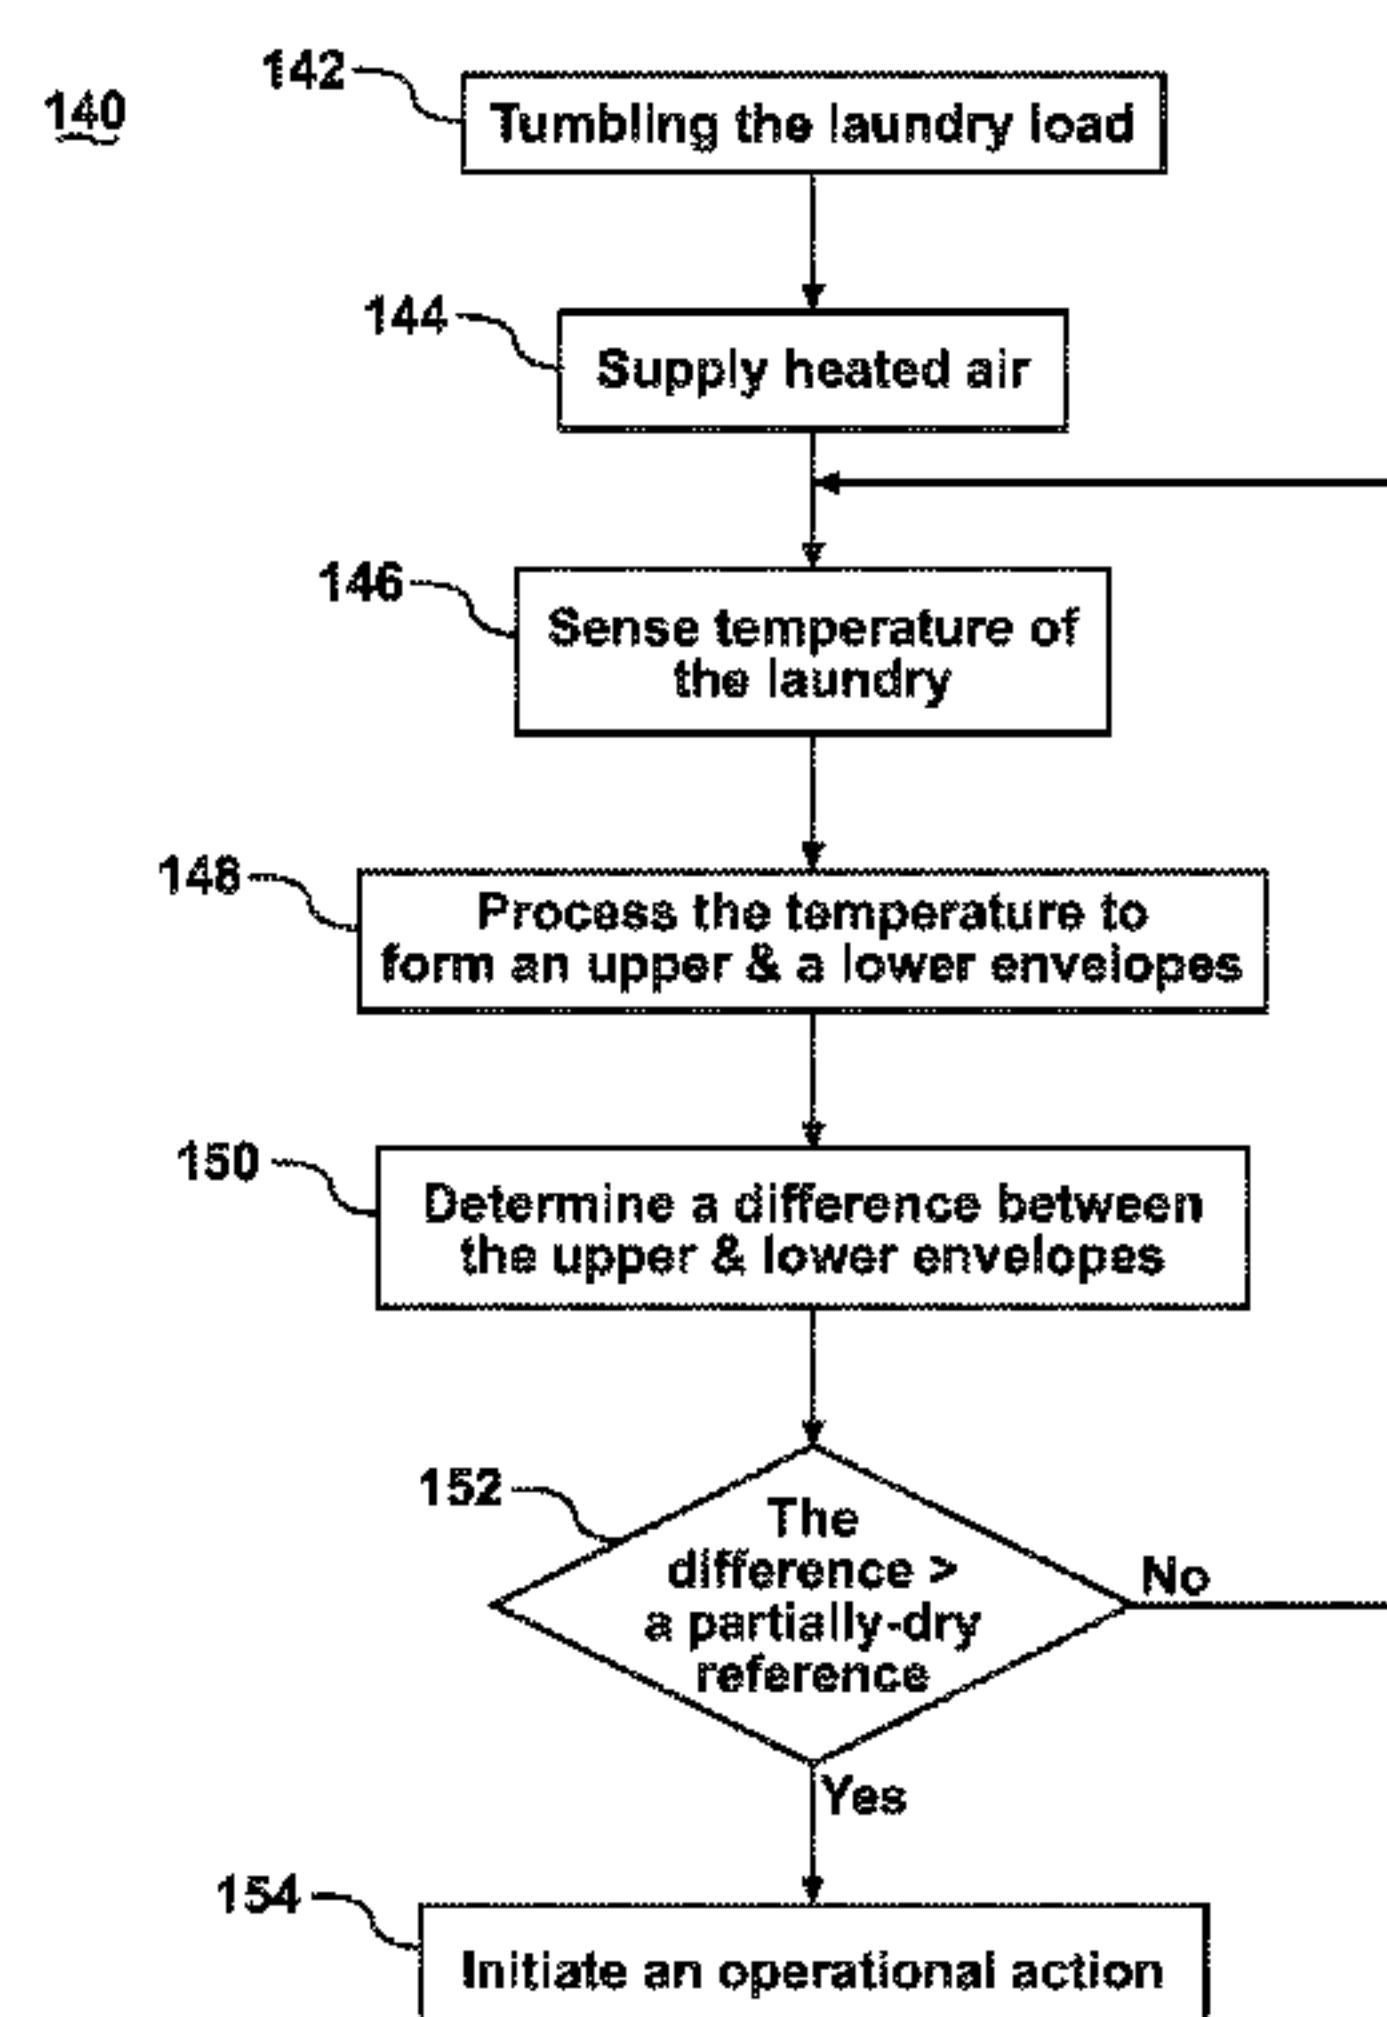 140
142
Tumbling the laundry load
144
Supply heated air
146
Sense temperature of
the laundry
148
Process the temperature to
form an upper & a lower envelopes
150
Determine a difference between
the upper & lower envelopes
152
The
difference >
a partially-dry
reference
No
Yes
154
Initiate an operational action